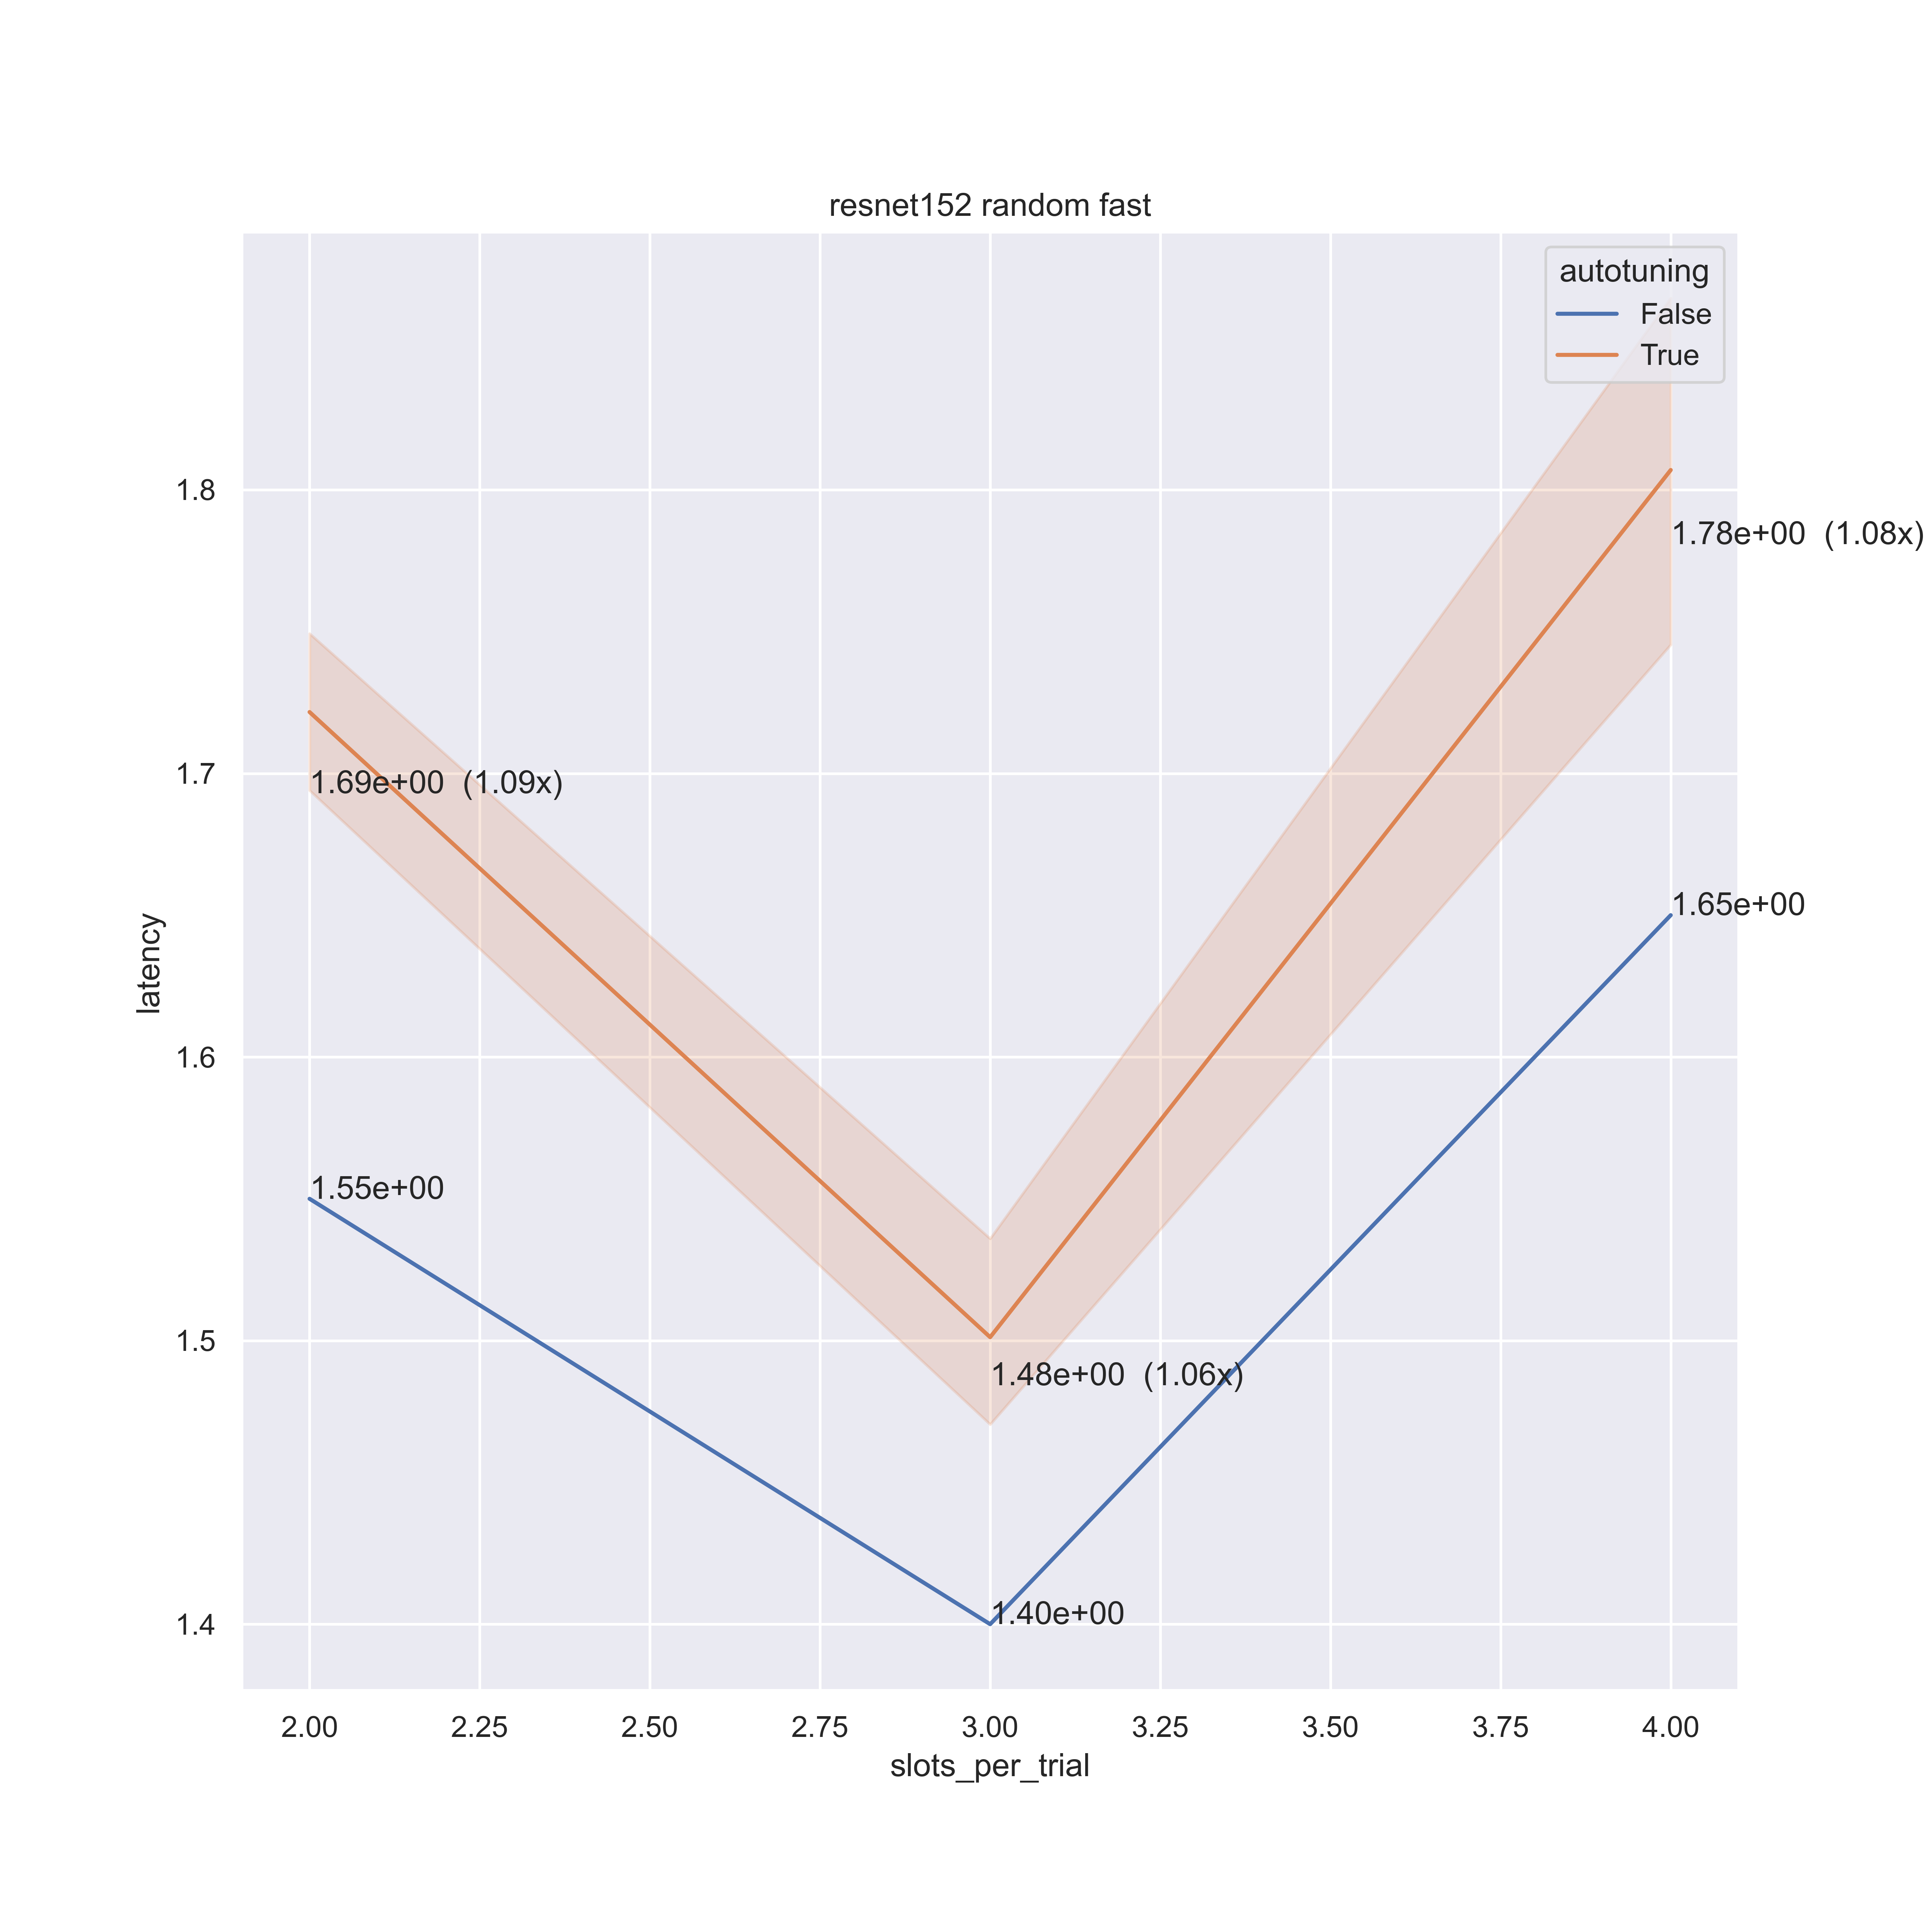 resnet152 random fast
autotuning
False
True
1.8
1.78e+00 (1.08x)
1.7
1.69e+00 (1.09x)
1.65e+00
latency
1.6
1.55e+00
1.5
1.48e+00 (1.06x)
1.4
1.40e+00
2.00 2.25 2.50 2.75 3.00 3.25 3.50 3.75 4.00
slots_per_trial